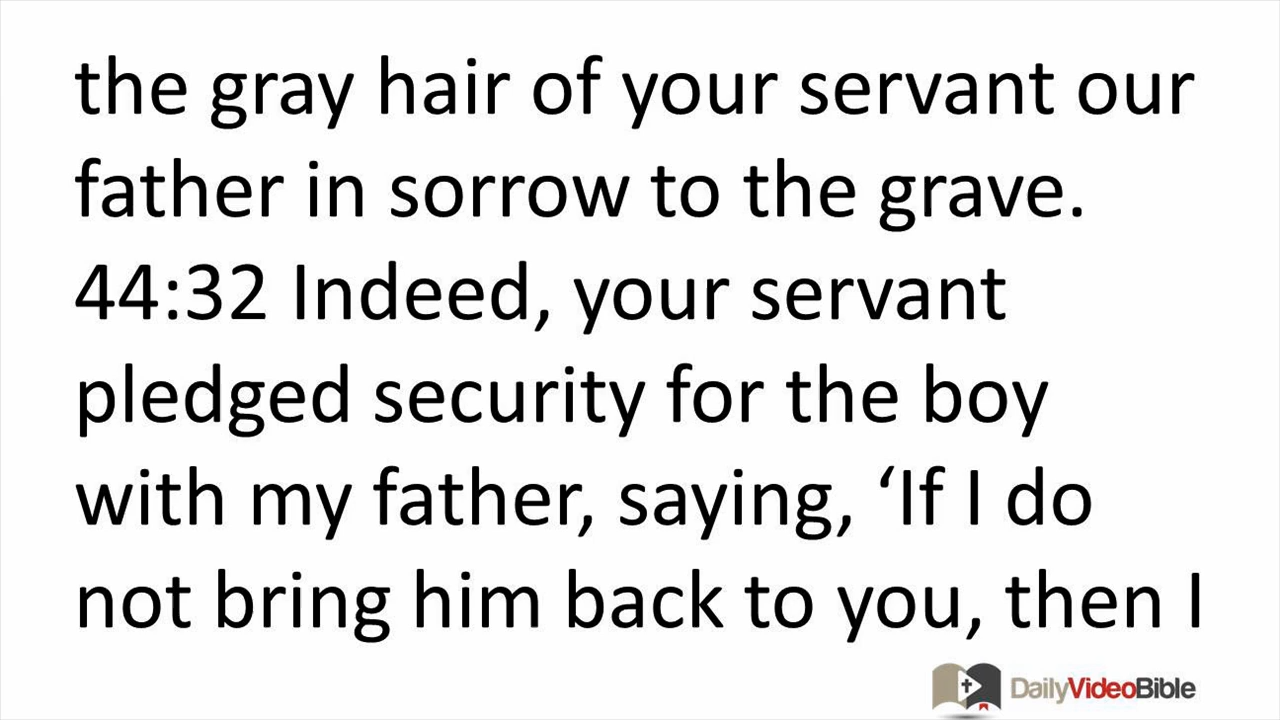 the gray hair of your servant our
father in sorrow to the grave.
44:32 Indeed, your servant
pledged security for the boy
with my father, saying, ‘If I do
not bring him back to you, then I
DailyVideoBible